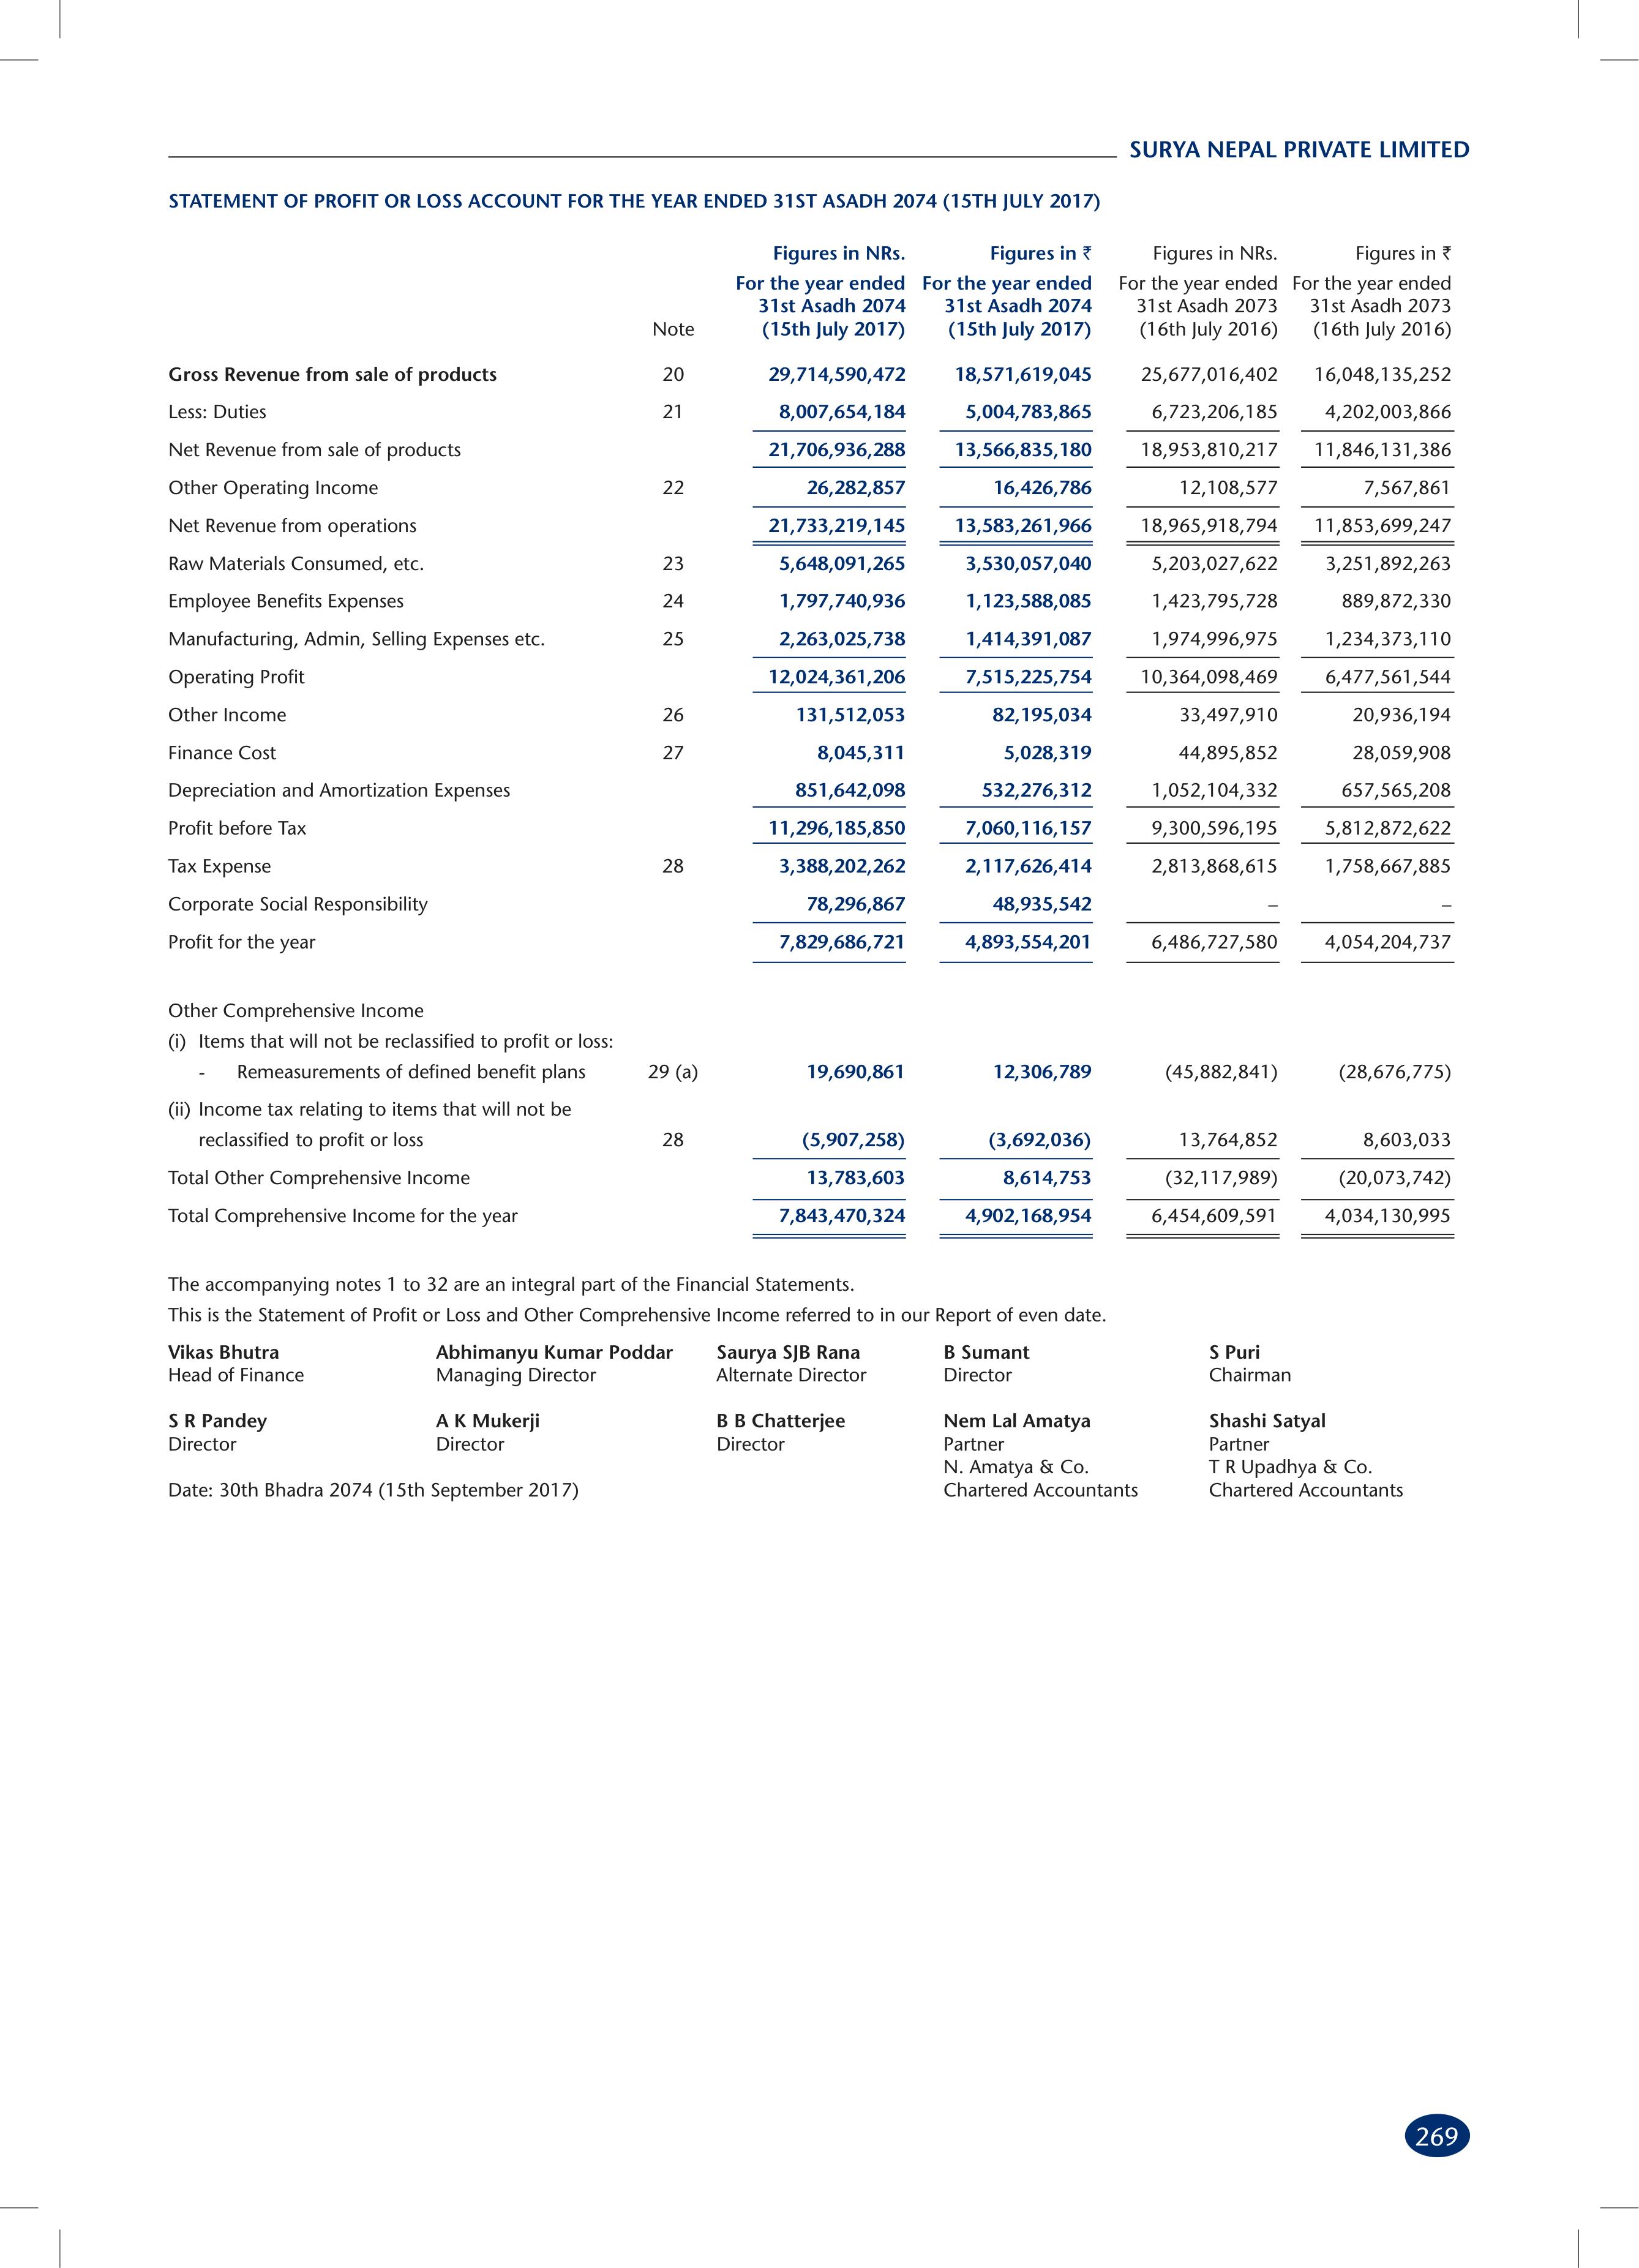 SURYA NEPAL PRIVATE LIMITED
STATEMENT OF PROFIT OR LOSS ACCOUNT FOR THE YEAR ENDED 31ST ASADH 2074 (15TH JULY 2017)
Figures in NRs. Figures in ₹ Figures in NRs. Figures in ₹
For the year ended For the year ended For the year ended For the year ended
31st Asadh 2074 31st Asadh 2074 31st Asadh 2073 31st Asadh 2073
Note (15th July 2017) (15th July 2017) (16th July 2016) (16th July 2016)
Gross Revenue from sale of products 20 29,714,590,472 18,571,619,045 25,677,016,402 16,048,135,252
Less: Duties 21 8,007,654,184 5,004,783,865 6,723,206,185 4,202,003,866
Net Revenue from sale of products 21,706,936,288 13,566,835,180 18,953,810,217 11,846,131,386
Other Operating Income 22 26,282,857 16,426,786 12,108,577 7,567,861
Net Revenue from operations 21,733,219,145 13,583,261,966 18,965,918,794 11,853,699,247
Raw Materials Consumed, etc. 23 5,648,091,265 3,530,057,040 5,203,027,622 3,251,892,263
Employee Benefits Expenses 24 1,797,740,936 1,123,588,085 1,423,795,728 889,872,330
Manufacturing, Admin, Selling Expenses etc. 25 2,263,025,738 1,414,391,087 1,974,996,975 1,234,373,110
Operating Profit 12,024,361,206 7,515,225,754 10,364,098,469 6,477,561,544
Other Income 26 131,512,053 82,195,034 33,497,910 20,936,194
Finance Cost 27 8,045,311 5,028,319 44,895,852 28,059,908
Depreciation and Amortization Expenses 851,642,098 532,276,312 1,052,104,332 657,565,208
Profit before Tax 11,296,185,850 7,060,116,157 9,300,596,195 5,812,872,622
Tax Expense 28 3,388,202,262 2,117,626,414 2,813,868,615 1,758,667,885
Corporate Social Responsibility 78,296,867 48,935,542 – –
Profit for the year 7,829,686,721 4,893,554,201 6,486,727,580 4,054,204,737
Other Comprehensive Income
(i) Items that will not be reclassified to profit or loss:
- Remeasurements of defined benefit plans 29 (a) 19,690,861 12,306,789 (45,882,841) (28,676,775)
(ii) Income tax relating to items that will not be
reclassified to profit or loss 28 (5,907,258) (3,692,036) 13,764,852 8,603,033
Total Other Comprehensive Income 13,783,603 8,614,753 (32,117,989) (20,073,742)
Total Comprehensive Income for the year 7,843,470,324 4,902,168,954 6,454,609,591 4,034,130,995
The accompanying notes 1 to 32 are an integral part of the Financial Statements.
This is the Statement of Profit or Loss and Other Comprehensive Income referred to in our Report of even date.
Vikas Bhutra Abhimanyu Kumar Poddar Saurya SJB Rana B Sumant S Puri
Head of Finance Managing Director Alternate Director Director Chairman
S R Pandey A K Mukerji B B Chatterjee Nem Lal Amatya Shashi Satyal
Director Director Director Partner Partner
N. Amatya & Co. T R Upadhya & Co.
Date: 30th Bhadra 2074 (15th September 2017) Chartered Accountants Chartered Accountants
269